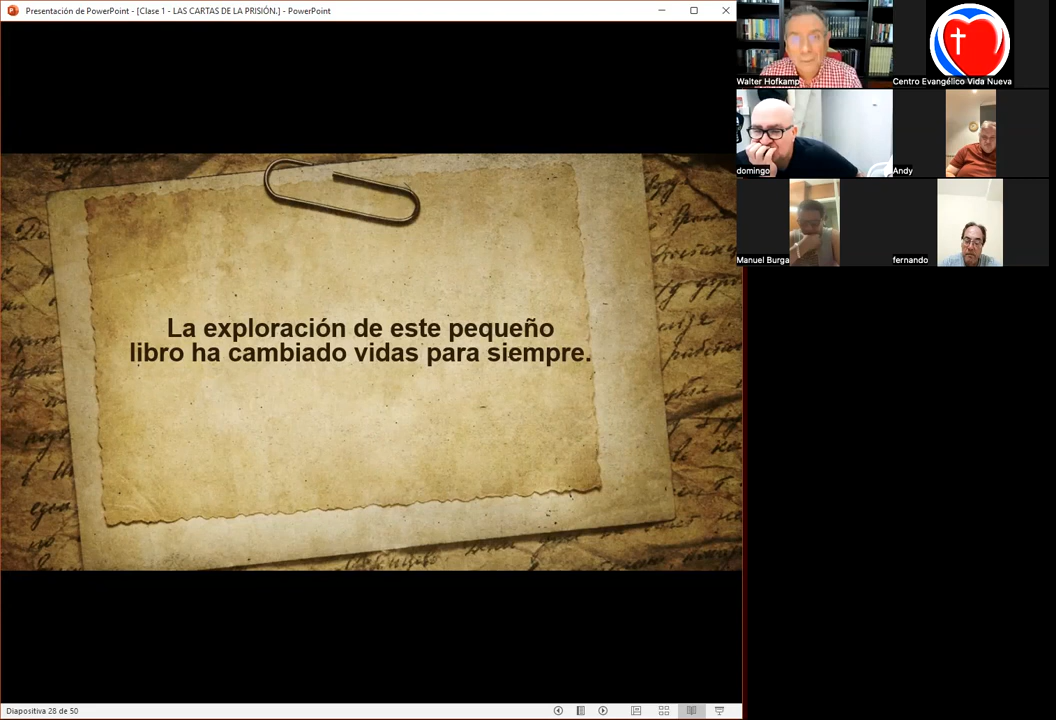 Presentación de PowerPoint - [Clase 1 - LAS CARTAS DE LA PRISIÓN.] - PowerPoint
La exploración de este pequeño
libro ha cambiado vidas para siempre.
Diapositiva 28 de 50
Walter Hofkamp
Centro Evangélico Vida Nueva
domingo
Andy
Manuel Burga
fernando